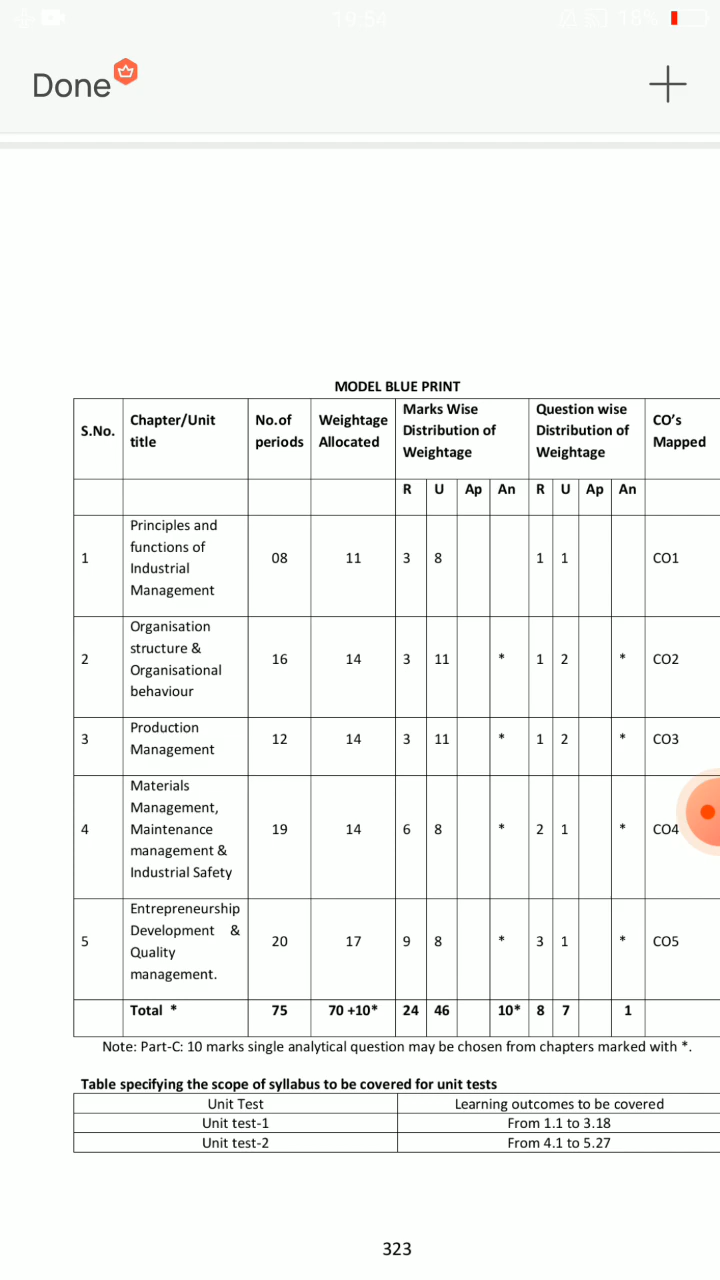 19:54
18%
Done
MODEL BLUE PRINT
S.No. Chapter/Unit title No.of periods Weightage Allocated Marks Wise Distribution of Weightage Question wise Distribution of Weightage CO's Mapped
R U Ap An R U Ap An
1 Principles and functions of Industrial Management 08 11 3 8 1 1 CO1
2 Organisation structure & Organisational behaviour 16 14 3 11 * 1 2 * CO2
3 Production Management 12 14 3 11 * 1 2 * CO3
4 Materials Management, Maintenance management & Industrial Safety 19 14 6 8 * 2 1 * CO4
5 Entrepreneurship Development & Quality management. 20 17 9 8 * 3 1 * CO5
Total * 75 70 +10* 24 46 10* 8 7 1
Note: Part-C: 10 marks single analytical question may be chosen from chapters marked with *.
Table specifying the scope of syllabus to be covered for unit tests
Unit Test Learning outcomes to be covered
Unit test-1 From 1.1 to 3.18
Unit test-2 From 4.1 to 5.27
323